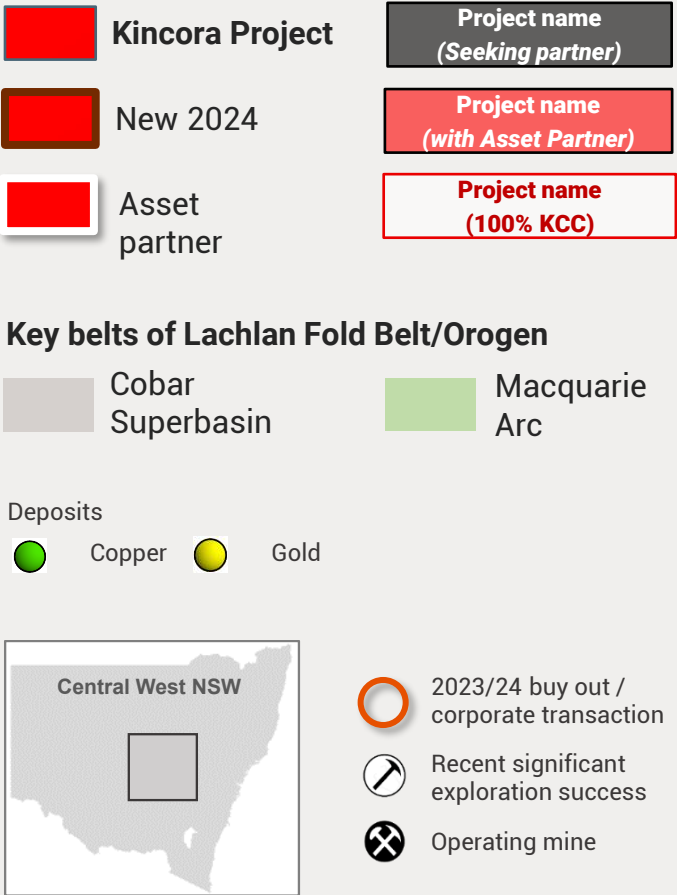 Kincora Project
Project name
(Seeking partner)
New 2024
Project name
(with Asset Partner)
Asset
partner
Project name
(100% KCC)
Key belts of Lachlan Fold Belt/Orogen
Cobar
Superbasin
Macquarie
Arc
Deposits
Copper
Gold
Central West NSW
2023/24 buy out /
corporate transaction
Recent significant
exploration success
Operating mine